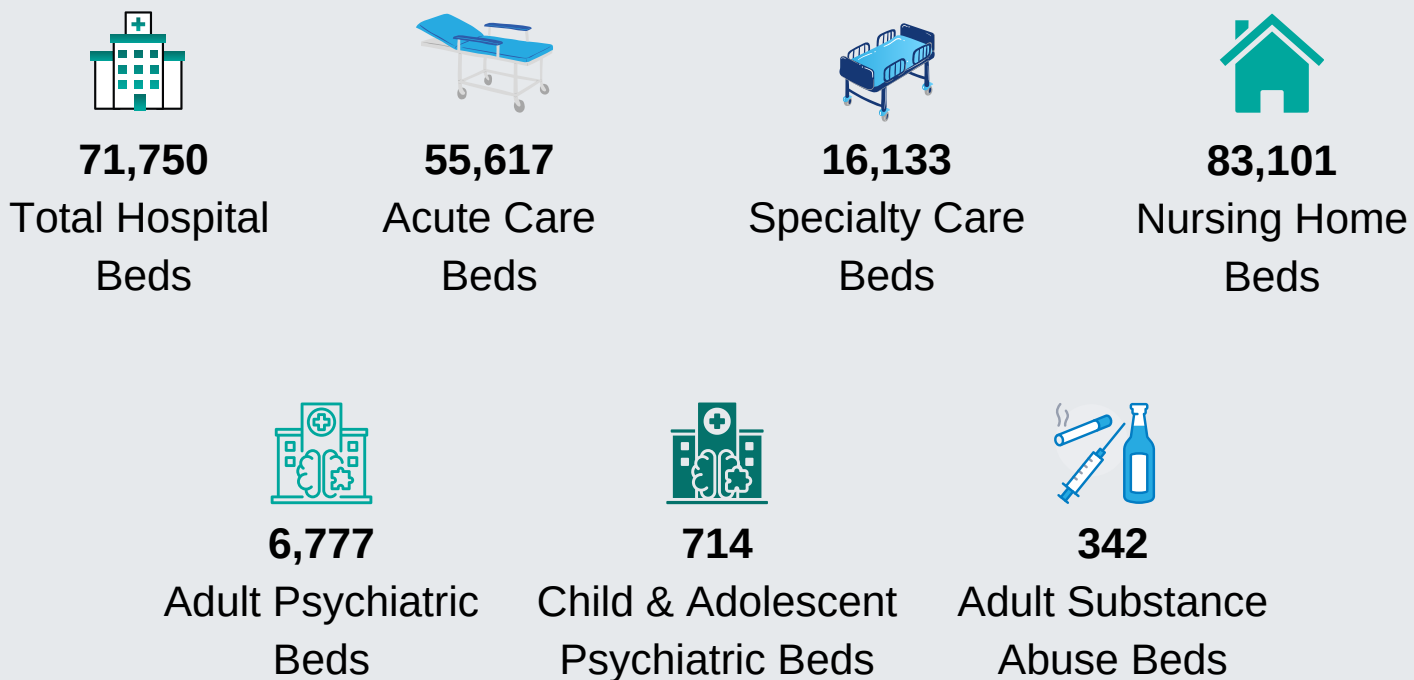 71,750
Total Hospital
Beds
55,617
Acute Care
Beds
16,133
Specialty Care
Beds
83,101
Nursing Home
Beds
6,777
Adult Psychiatric
Beds
714
Child & Adolescent
Psychiatric Beds
342
Adult Substance
Abuse Beds